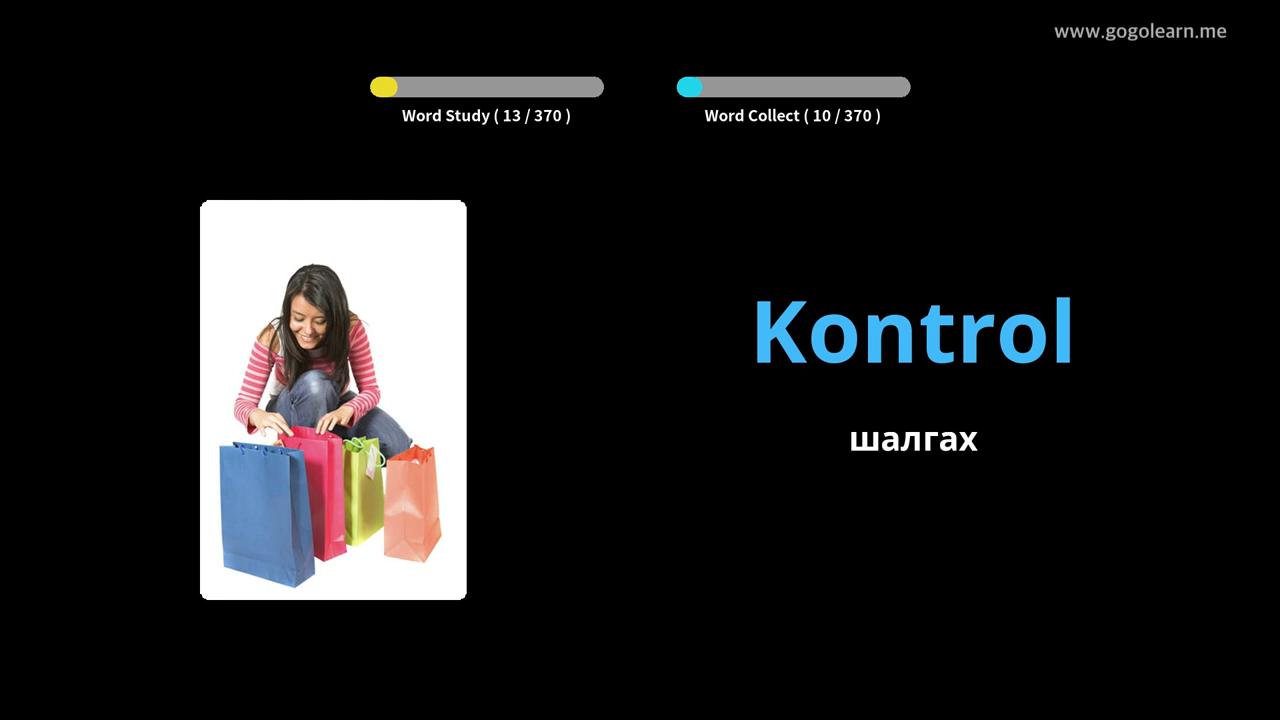 www.gogolearn.me
Word Study ( 13 / 370 )
Word Collect ( 10 / 370 )
Kontrol
шалгах